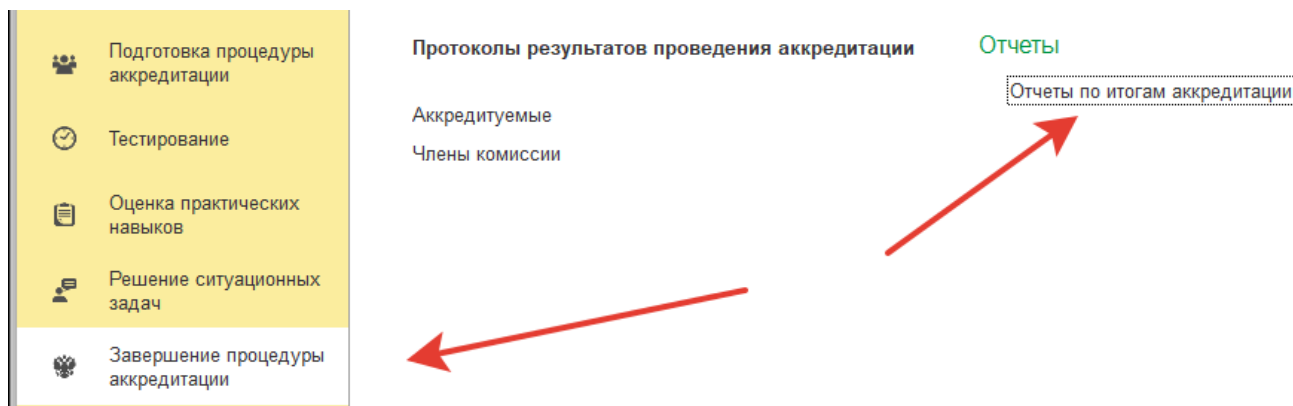 Подготовка процедуры
аккредитации
Тестирование
Оценка практических
навыков
Решение ситуационных
задач
Завершение процедуры
аккредитации
Протоколы результатов проведения аккредитации
Аккредитуемые
Члены комиссии
Отчеты
Отчеты по итогам аккредитации